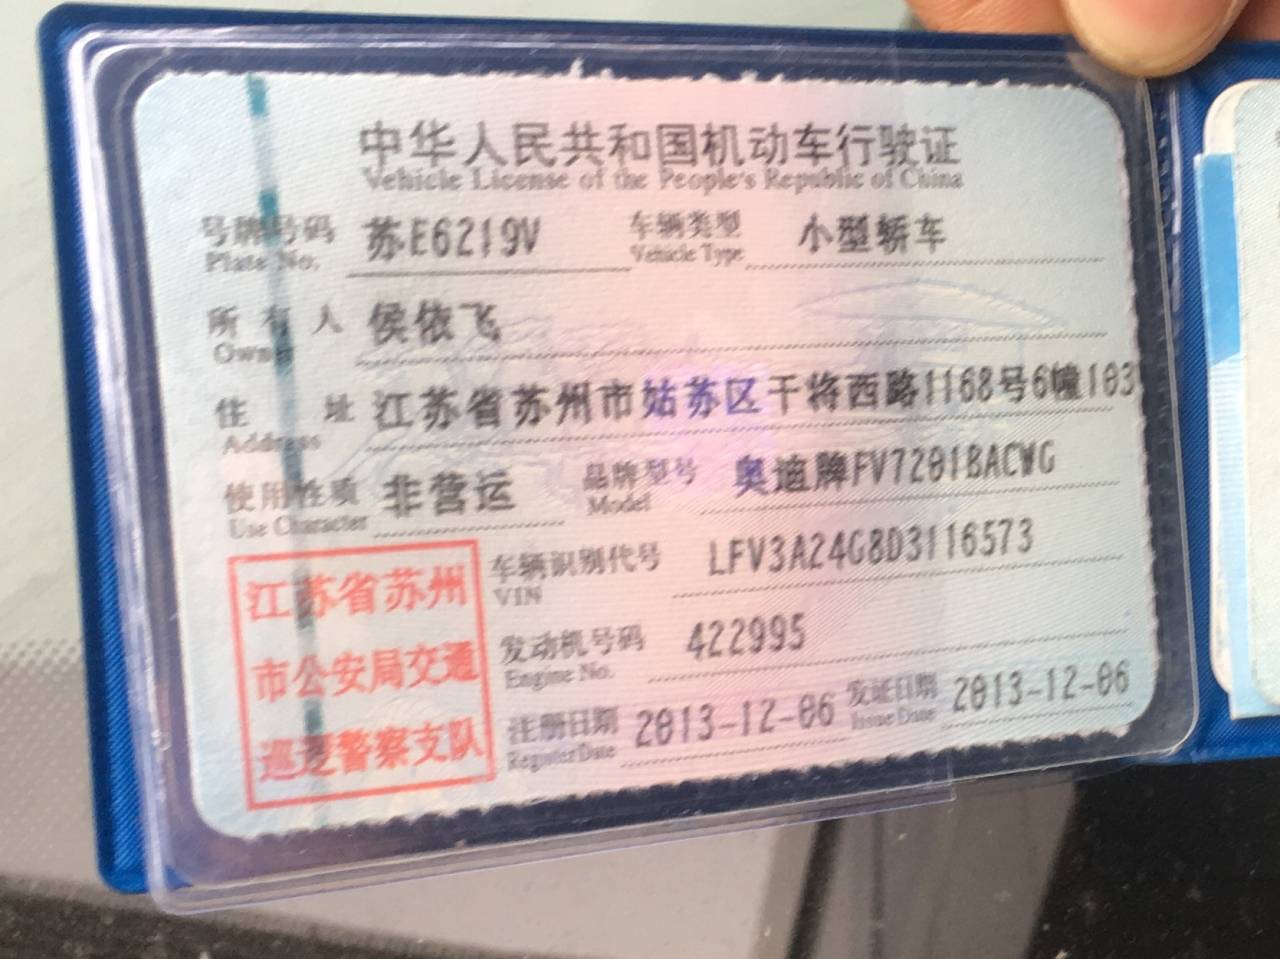 中华人民共和国机动车行驶证
Vehicle License of the People's Republic of China
号牌号码 苏E6219V 车辆类型 小型轿车
Plate No. Vehicle Type
所有人 侯依飞
Owner
住址 江苏省苏州市姑苏区干将西路1168号6幢103
Address
使用性质 非营运 品牌型号 奥迪牌FV7201BACWG
Use Character Model
车辆识别代号 LFV3A24G8D3116573
VIN
发动机号码 422995
Engine No.
注册日期 2013-12-06 发证日期 2013-12-06
Register Date Issue Date
江苏省苏州
市公安局交通
巡逻警察支队